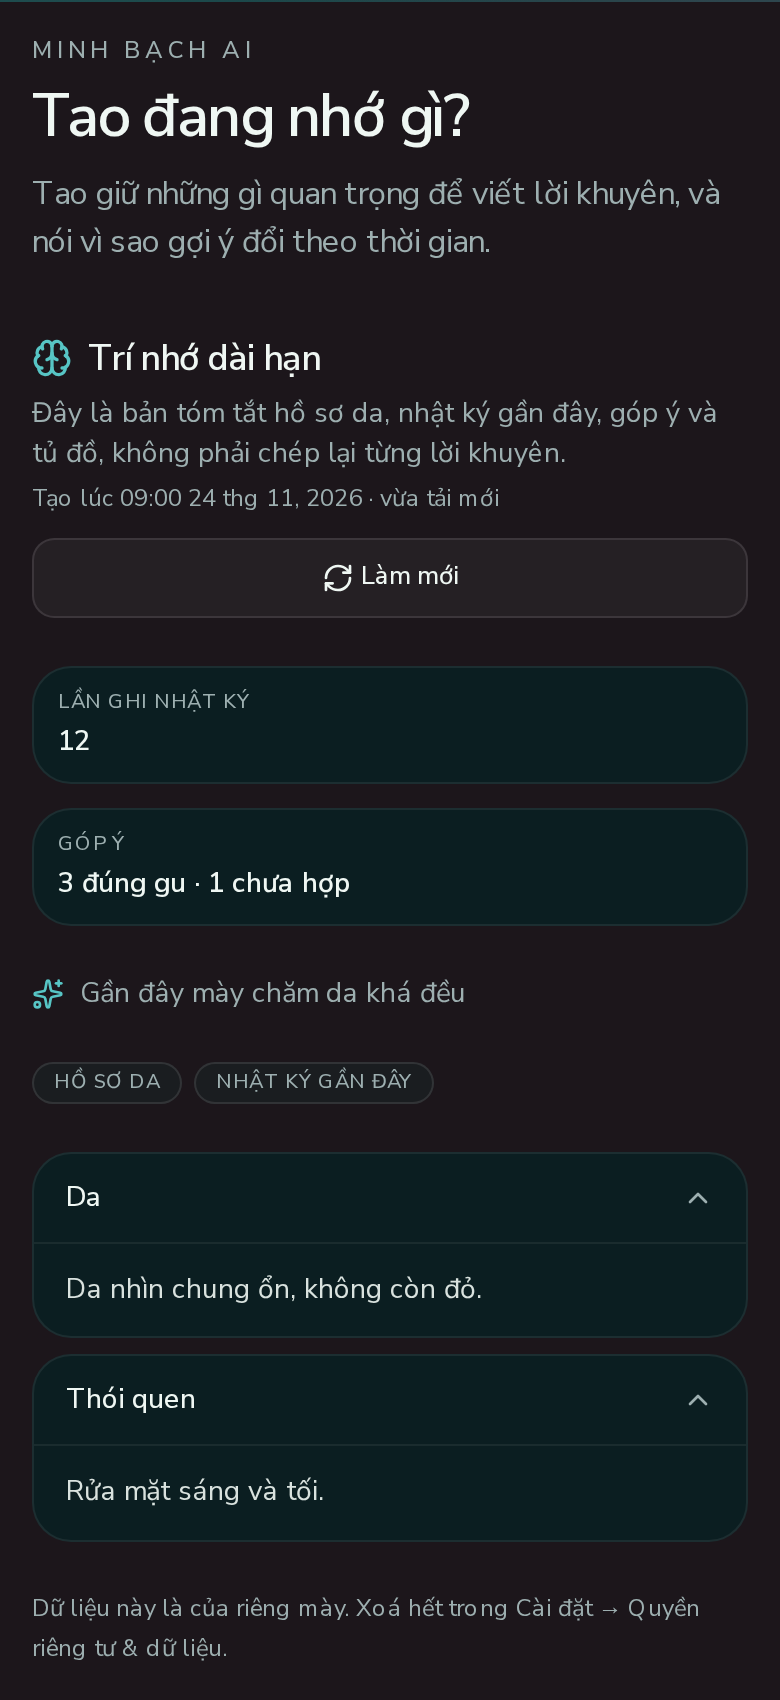 MINH BẠCH AI
Tao đang nhớ gì?
Tao giữ những gì quan trọng để viết lời khuyên, và
nói vì sao gợi ý đổi theo thời gian.
Trí nhớ dài hạn
Đây là bản tóm tắt hồ sơ da, nhật ký gần đây, góp ý và
tủ đồ, không phải chép lại từng lời khuyên.
Tạo lúc 09:00 24 thg 11, 2026 · vừa tải mới
Làm mới
LẦN GHI NHẬT KÝ
12
GÓP Ý
3 đúng gu · 1 chưa hợp
Gần đây mày chăm da khá đều
HỒ SƠ DA
NHẬT KÝ GẦN ĐÂY
Da
Da nhìn chung ổn, không còn đỏ.
Thói quen
Rửa mặt sáng và tối.
Dữ liệu này là của riêng mày. Xoá hết trong Cài đặt → Quyền
riêng tư & dữ liệu.